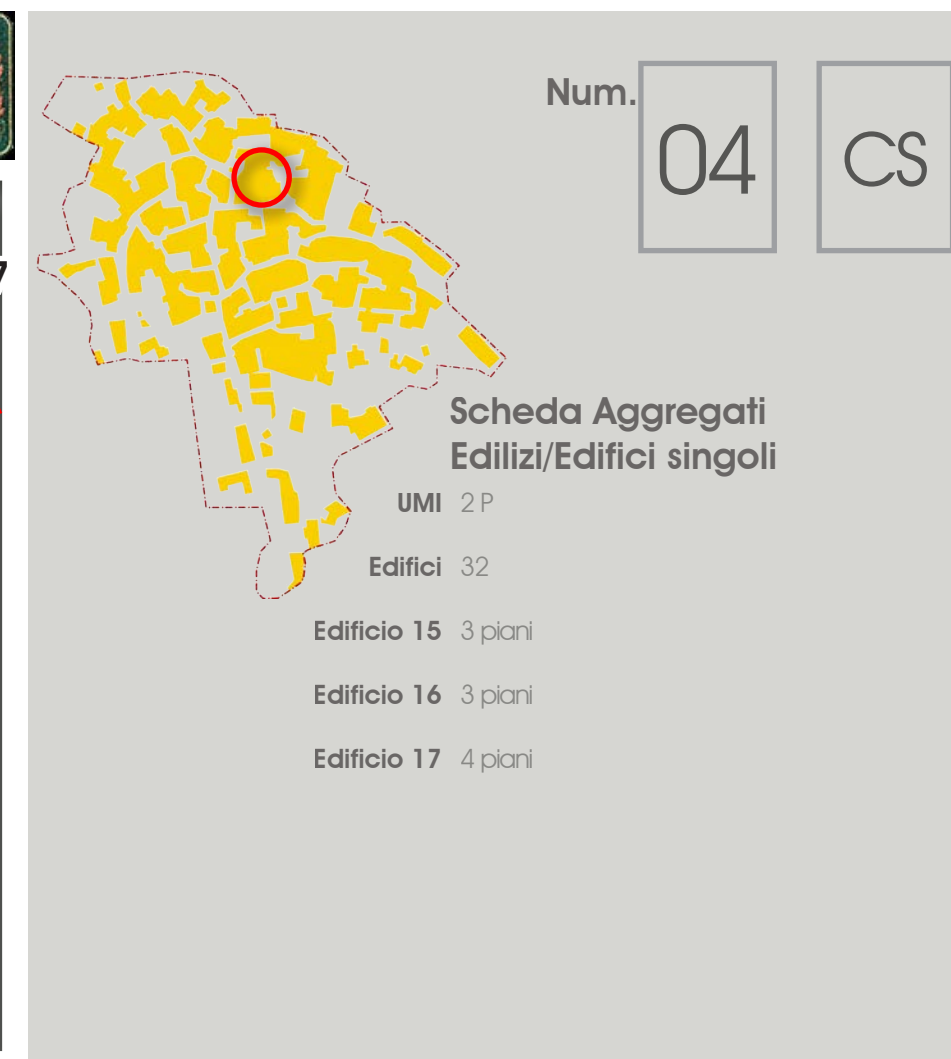 Num.
04
CS
7
Scheda Aggregati
Edilizi/Edifici singoli
UMI 2 P
Edifici 32
Edificio 15 3 piani
Edificio 16 3 piani
Edificio 17 4 piani